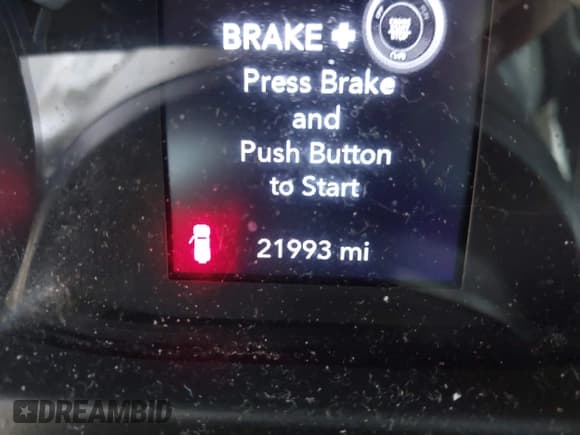 BRAKE +
Press Brake
and
Push Button
to Start
21993 mi
DREAMBID